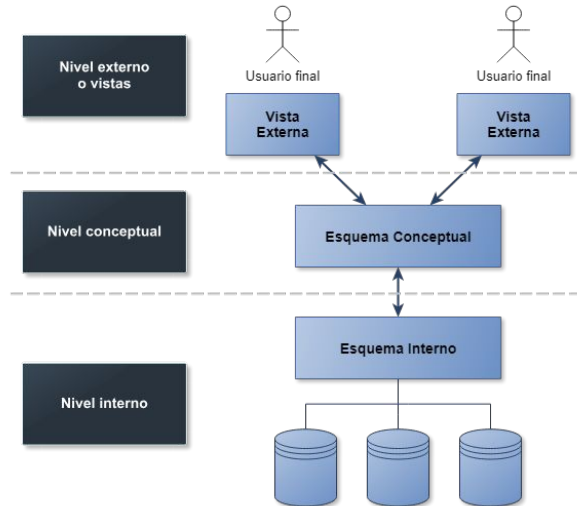 Nivel externo
o vistas
Usuario final
Usuario final
Vista
Externa
Vista
Externa
Nivel conceptual
Esquema Conceptual
Esquema Interno
Nivel interno